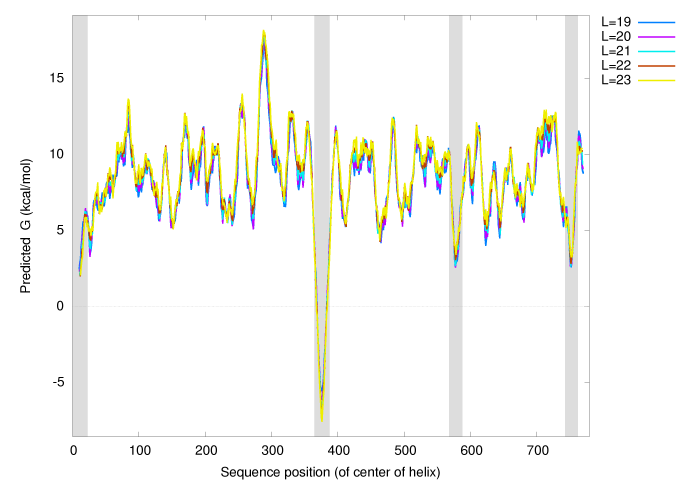 L=19
L=20
L=21
L=22
L=23
15
10
5
0
-5
Predicted G (kcal/mol)
0 100 200 300 400 500 600 700
Sequence position (of center of helix)